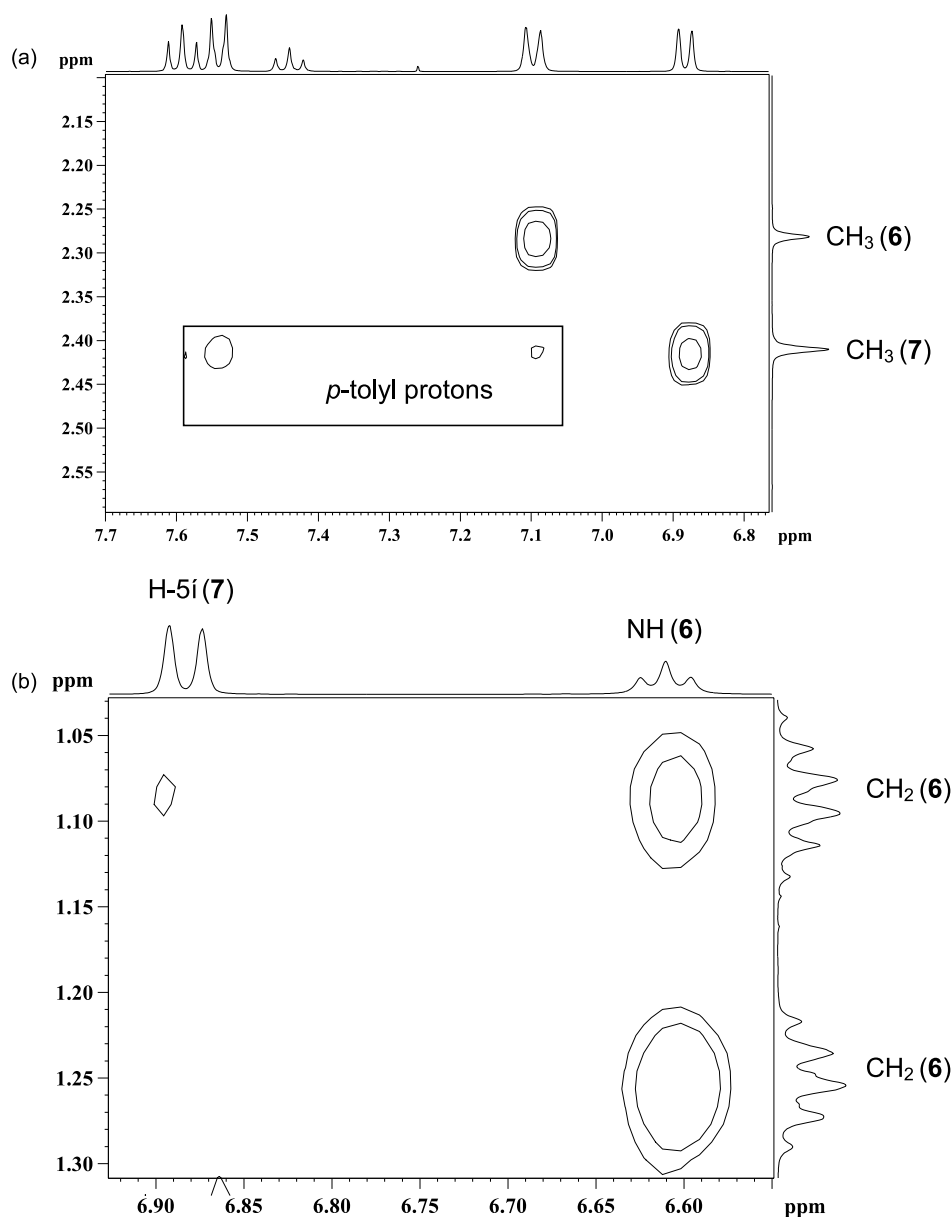 (a)
ppm
2.15
2.20
2.25
2.30
2.35
2.40
2.45
2.50
2.55
CH3 (6)
CH3 (7)
p-tolyl protons
7.7 7.6 7.5 7.4 7.3 7.2 7.1 7.0 6.9 6.8 ppm
H-5í (7)
NH (6)
(b)
ppm
1.05
1.10
1.15
1.20
1.25
1.30
CH2 (6)
CH2 (6)
6.90 6.85 6.80 6.75 6.70 6.65 6.60 ppm